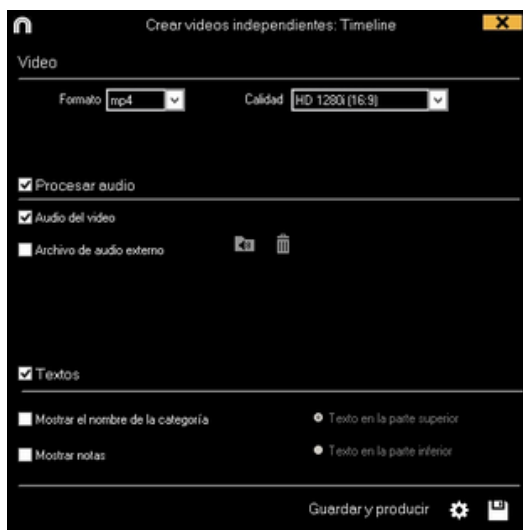 Crear videos independientes: Timeline
Video
Formato mp4 Calidad HD 1280i (16:9)
Procesar audio
Audio del video
Archivo de audio externo
Textos
Mostrar el nombre de la categoría Texto en la parte superior
Mostrar notas Texto en la parte inferior
Guardar y producir